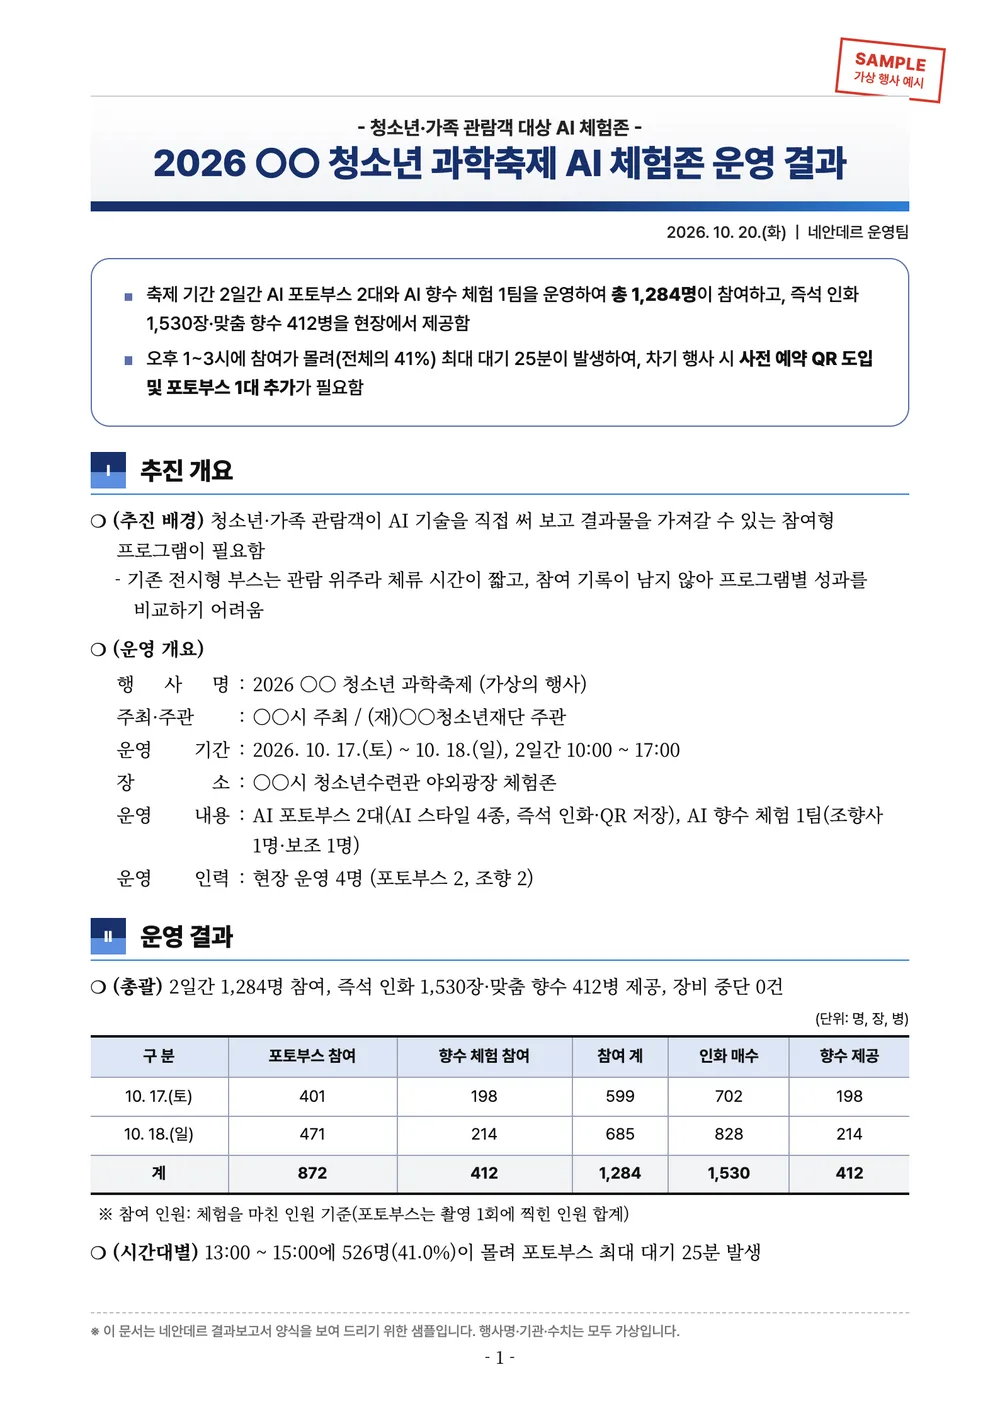 SAMPLE
가상 행사 예시
- 청소년·가족 관람객 대상 AI 체험존 -
2026 〇〇 청소년 과학축제 AI 체험존 운영 결과
2026. 10. 20.(화) | 네안데르 운영팀
■ 축제 기간 2일간 AI 포토부스 2대와 AI 향수 체험 1팀을 운영하여 총 1,284명이 참여하고, 즉석 인화
1,530장·맞춤 향수 412병을 현장에서 제공함
■ 오후 1~3시에 참여가 몰려(전체의 41%) 최대 대기 25분이 발생하여, 차기 행사 시 사전 예약 QR 도입
및 포토부스 1대 추가가 필요함
Ⅰ 추진 개요
❍ (추진 배경) 청소년·가족 관람객이 AI 기술을 직접 써 보고 결과물을 가져갈 수 있는 참여형
프로그램이 필요함
- 기존 전시형 부스는 관람 위주라 체류 시간이 짧고, 참여 기록이 남지 않아 프로그램별 성과를
비교하기 어려움
❍ (운영 개요)
행 사 명 : 2026 〇〇 청소년 과학축제 (가상의 행사)
주최·주관 : 〇〇시 주최 / (재)〇〇청소년재단 주관
운영 기간 : 2026. 10. 17.(토) ~ 10. 18.(일), 2일간 10:00 ~ 17:00
장 소 : 〇〇시 청소년수련관 야외광장 체험존
운영 내용 : AI 포토부스 2대(AI 스타일 4종, 즉석 인화·QR 저장), AI 향수 체험 1팀(조향사
1명·보조 1명)
운영 인력 : 현장 운영 4명 (포토부스 2, 조향 2)
Ⅱ 운영 결과
❍ (총괄) 2일간 1,284명 참여, 즉석 인화 1,530장·맞춤 향수 412병 제공, 장비 중단 0건
(단위: 명, 장, 병)
구 분 포토부스 참여 향수 체험 참여 참여 계 인화 매수 향수 제공
10. 17.(토) 401 198 599 702 198
10. 18.(일) 471 214 685 828 214
계 872 412 1,284 1,530 412
※ 참여 인원: 체험을 마친 인원 기준(포토부스는 촬영 1회에 찍힌 인원 합계)
❍ (시간대별) 13:00 ~ 15:00에 526명(41.0%)이 몰려 포토부스 최대 대기 25분 발생
※ 이 문서는 네안데르 결과보고서 양식을 보여 드리기 위한 샘플입니다. 행사명·기관·수치는 모두 가상입니다.
- 1 -